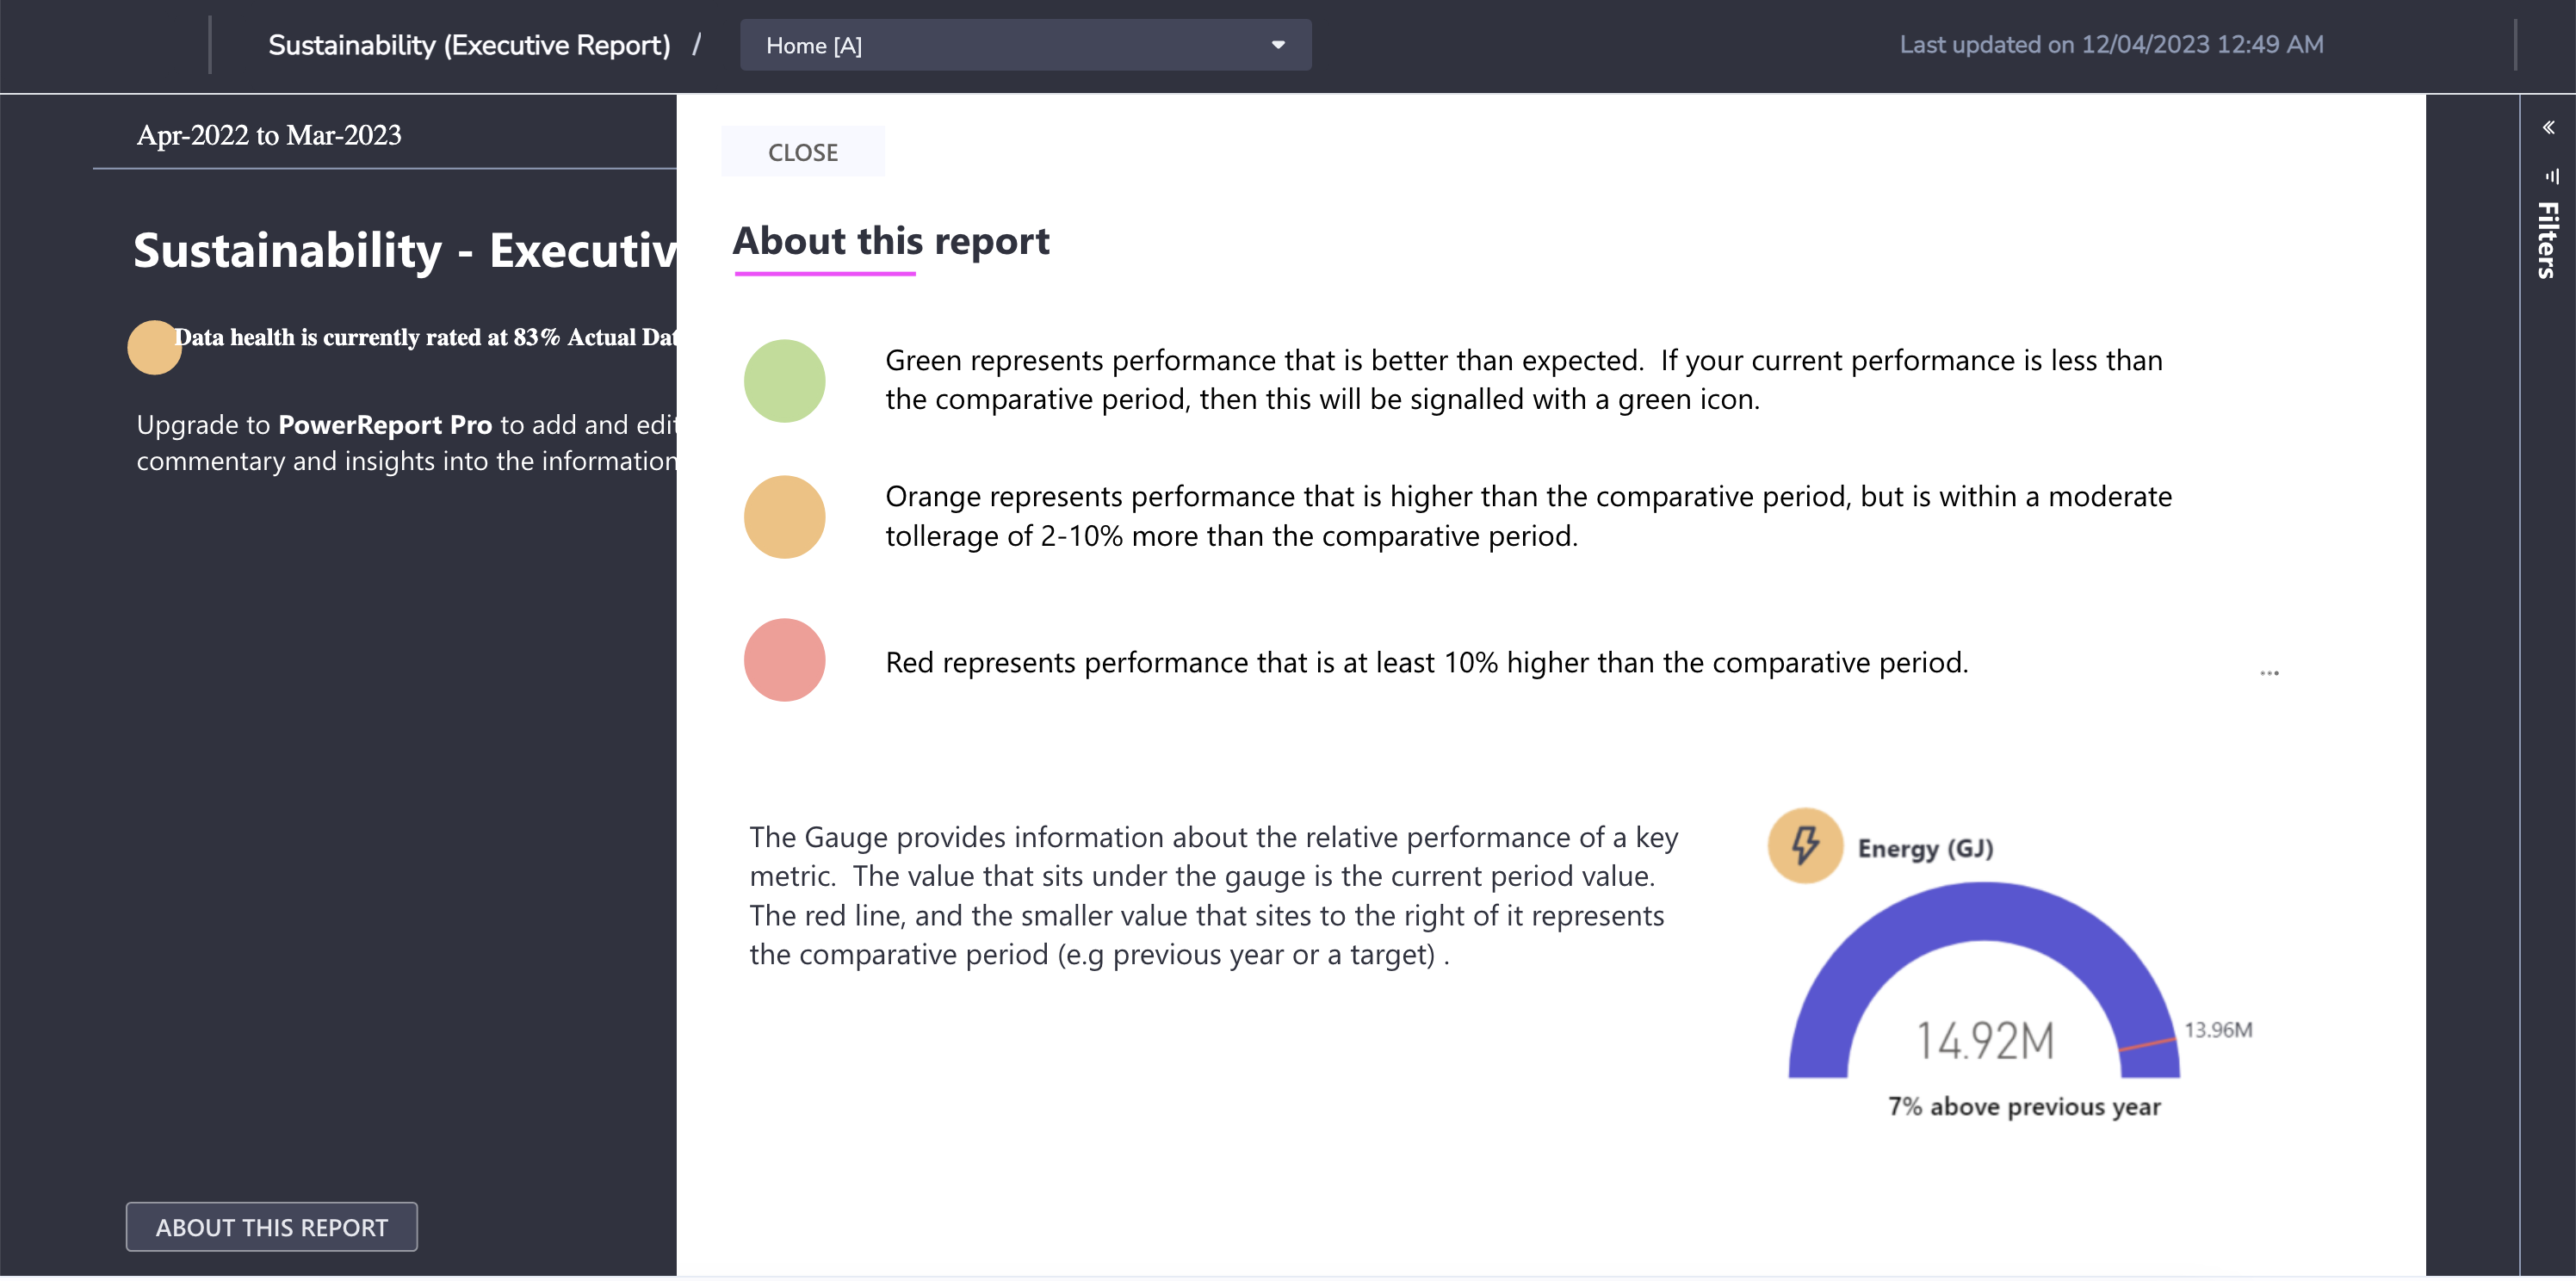 Sustainability (Executive Report) /
Home [A]
Last updated on 12/04/2023 12:49 AM
Apr-2022 to Mar-2023
Sustainability - Executiv
Data health is currently rated at 83% Actual Dat
Upgrade to PowerReport Pro to add and edit
commentary and insights into the information
ABOUT THIS REPORT
CLOSE
About this report
Green represents performance that is better than expected.  If your current performance is less than
the comparative period, then this will be signalled with a green icon.
Orange represents performance that is higher than the comparative period, but is within a moderate
tollerage of 2-10% more than the comparative period.
Red represents performance that is at least 10% higher than the comparative period.
The Gauge provides information about the relative performance of a key
metric.  The value that sits under the gauge is the current period value.
The red line, and the smaller value that sites to the right of it represents
the comparative period (e.g previous year or a target) .
Energy (GJ)
13.96M
14.92M
7% above previous year
Filters